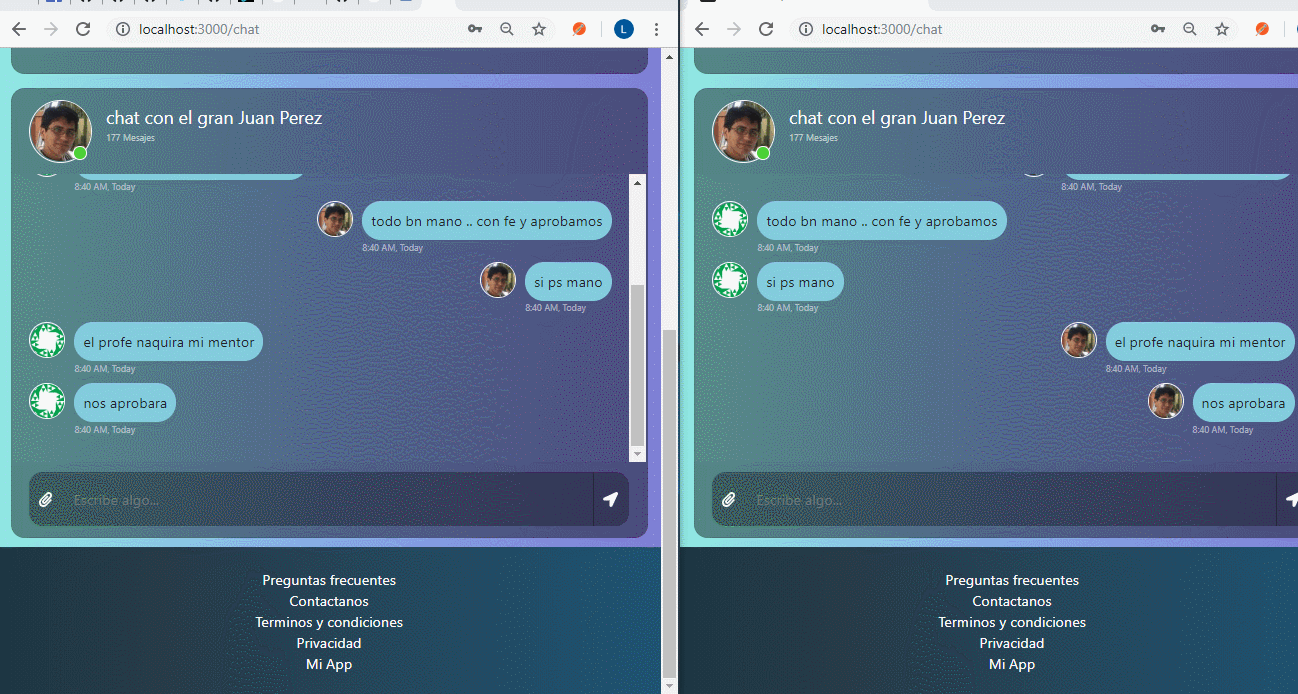 localhost:3000/chat
L
chat con el gran Juan Perez
177 Mesajes
8:40 AM, Today
todo bn mano .. con fe y aprobamos
8:40 AM, Today
si ps mano
8:40 AM, Today
el profe naquira mi mentor
8:40 AM, Today
nos aprobara
8:40 AM, Today
Escribe algo...
Preguntas frecuentes
Contactanos
Terminos y condiciones
Privacidad
Mi App
localhost:3000/chat
chat con el gran Juan Perez
177 Mesajes
8:40 AM, Today
todo bn mano .. con fe y aprobamos
8:40 AM, Today
si ps mano
8:40 AM, Today
el profe naquira mi mentor
8:40 AM, Today
nos aprobara
8:40 AM, Today
Escribe algo...
Preguntas frecuentes
Contactanos
Terminos y condiciones
Privacidad
Mi App